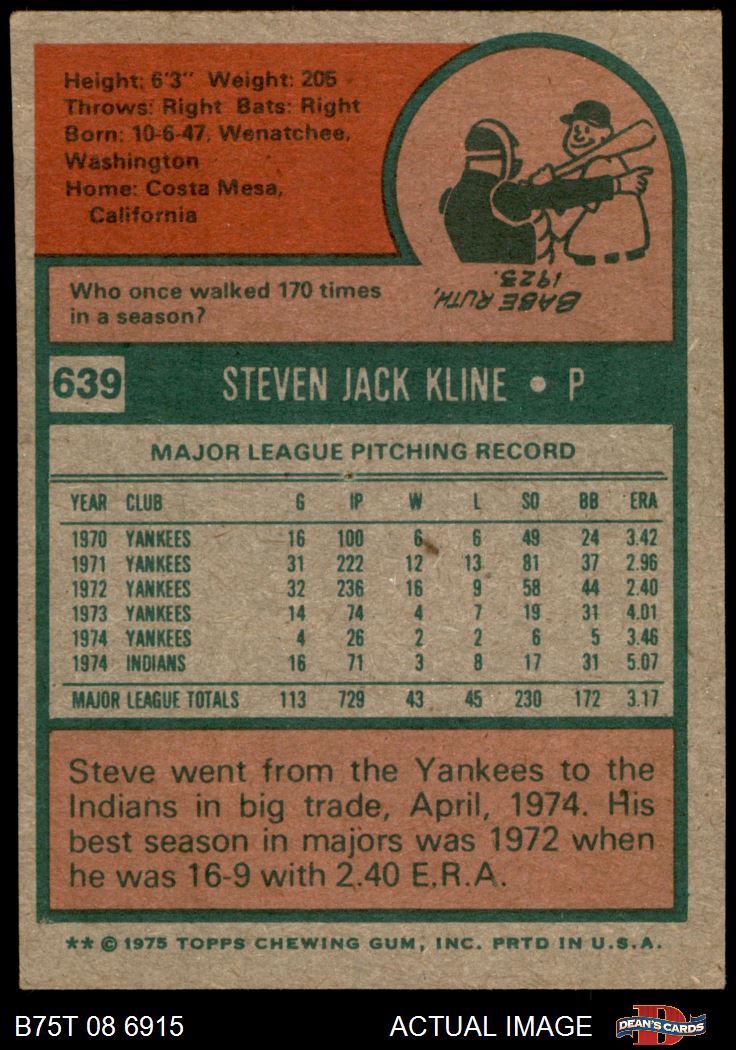 Height: 6'3" Weight: 205
Throws: Right Bats: Right
Born: 10-6-47, Wenatchee,
Washington
Home: Costa Mesa,
California
Who once walked 170 times
in a season?
BABE RUTH,
1923.
639 STEVEN JACK KLINE • P
MAJOR LEAGUE PITCHING RECORD
YEAR CLUB G IP W L SO BB ERA
1970 YANKEES 16 100 6 6 49 24 3.42
1971 YANKEES 31 222 12 13 81 37 2.96
1972 YANKEES 32 236 16 9 58 44 2.40
1973 YANKEES 14 74 4 7 19 31 4.01
1974 YANKEES 4 26 2 2 6 5 3.46
1974 INDIANS 16 71 3 8 17 31 5.07
MAJOR LEAGUE TOTALS 113 729 43 45 230 172 3.17
Steve went from the Yankees to the
Indians in big trade, April, 1974. His
best season in majors was 1972 when
he was 16-9 with 2.40 E.R.A.
** © 1975 TOPPS CHEWING GUM, INC. PRTD IN U.S.A.
B75T 08 6915 ACTUAL IMAGE D DEAN'S CARDS